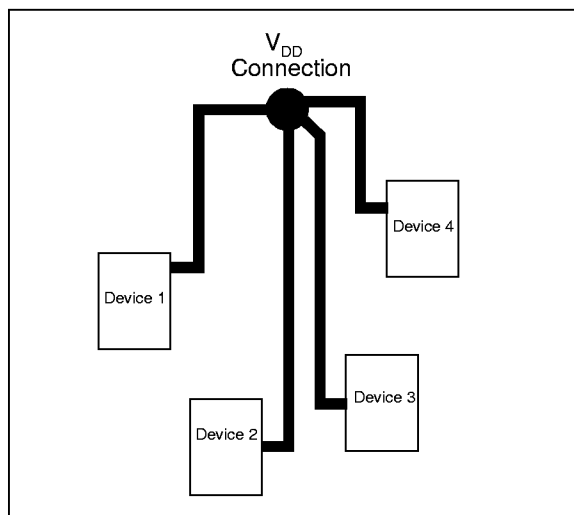 VDD
Connection
Device 4
Device 1
Device 3
Device 2